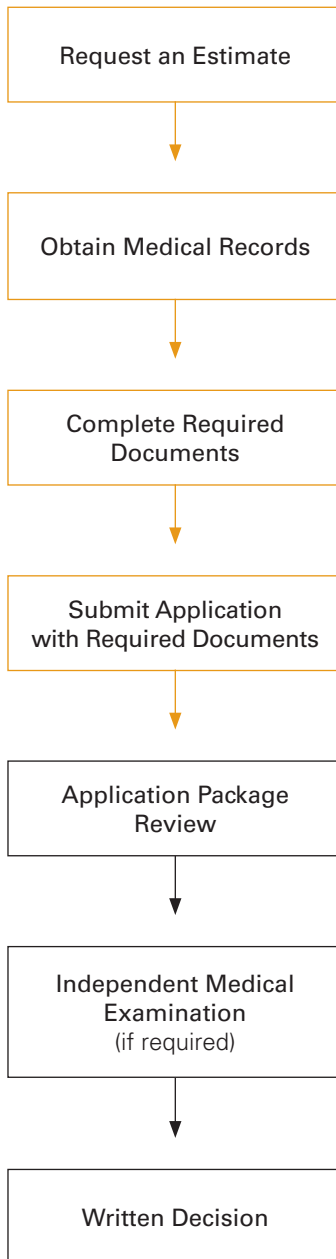 Request an Estimate
Obtain Medical Records
Complete Required
Documents
Submit Application
with Required Documents
Application Package
Review
Independent Medical
Examination
(if required)
Written Decision